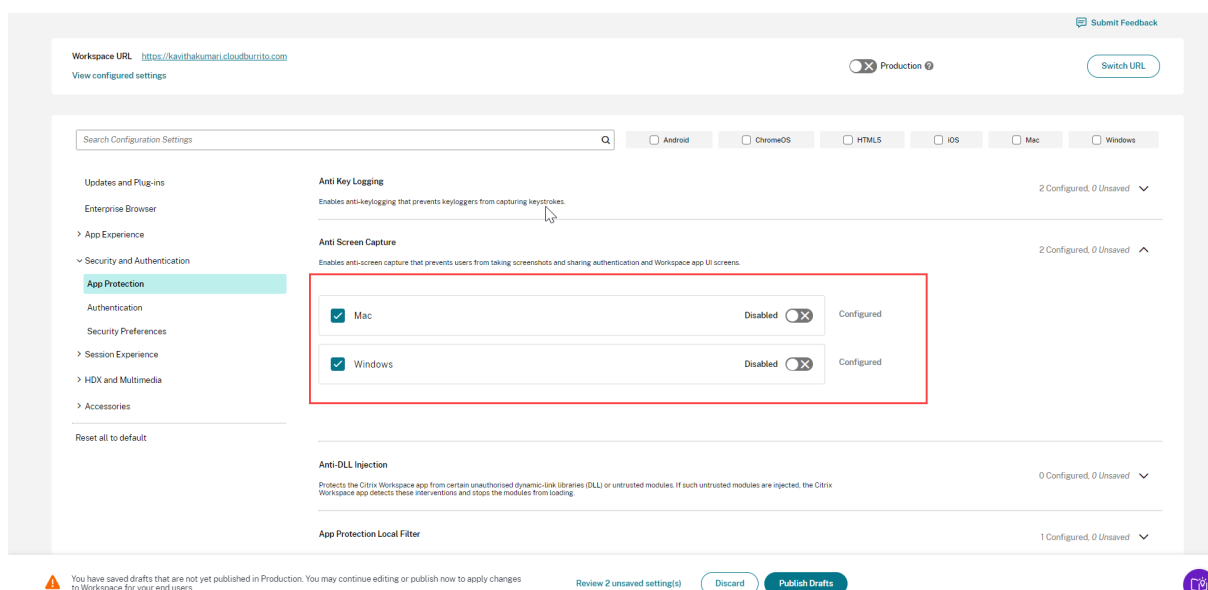 Submit Feedback
Workspace URL https://kavithakumari.cloudburrito.com
View configured settings
Production
Switch URL
Search Configuration Settings
Android
ChromeOS
HTML5
iOS
Mac
Windows
Updates and Plug-ins
Enterprise Browser
App Experience
Security and Authentication
App Protection
Authentication
Security Preferences
Session Experience
HDX and Multimedia
Accessories
Reset all to default
Anti Key Logging
2 Configured, 0 Unsaved
Enables anti-keylogging that prevents keyloggers from capturing keystrokes.
Anti Screen Capture
2 Configured, 0 Unsaved
Enables anti-screen capture that prevents users from taking screenshots and sharing authentication and Workspace app UI screens.
Mac
Disabled
Configured
Windows
Disabled
Configured
Anti-DLL Injection
0 Configured, 0 Unsaved
Protects the Citrix Workspace app from certain unauthorised dynamic-link libraries (DLL) or untrusted modules. If such untrusted modules are injected, the Citrix
Workspace app detects these interventions and stops the modules from loading.
App Protection Local Filter
1 Configured, 0 Unsaved
You have saved drafts that are not yet published in Production. You may continue editing or publish now to apply changes
to Workspace for your end users
Review 2 unsaved setting(s)
Discard
Publish Drafts